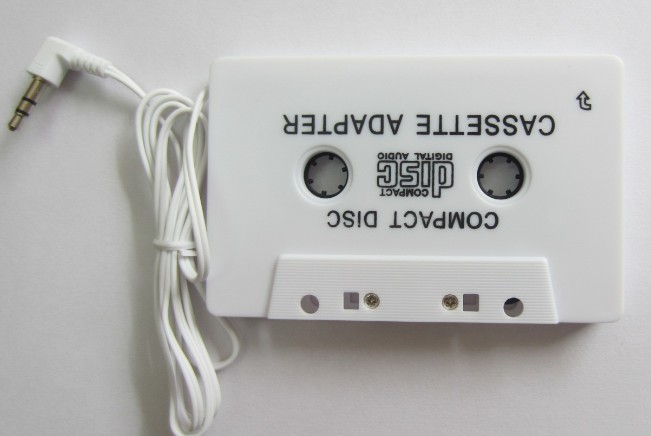 COMPACT DiSC
COMPACT
disc
DIGITAL AUDIO
CASSETTE ADAPTER